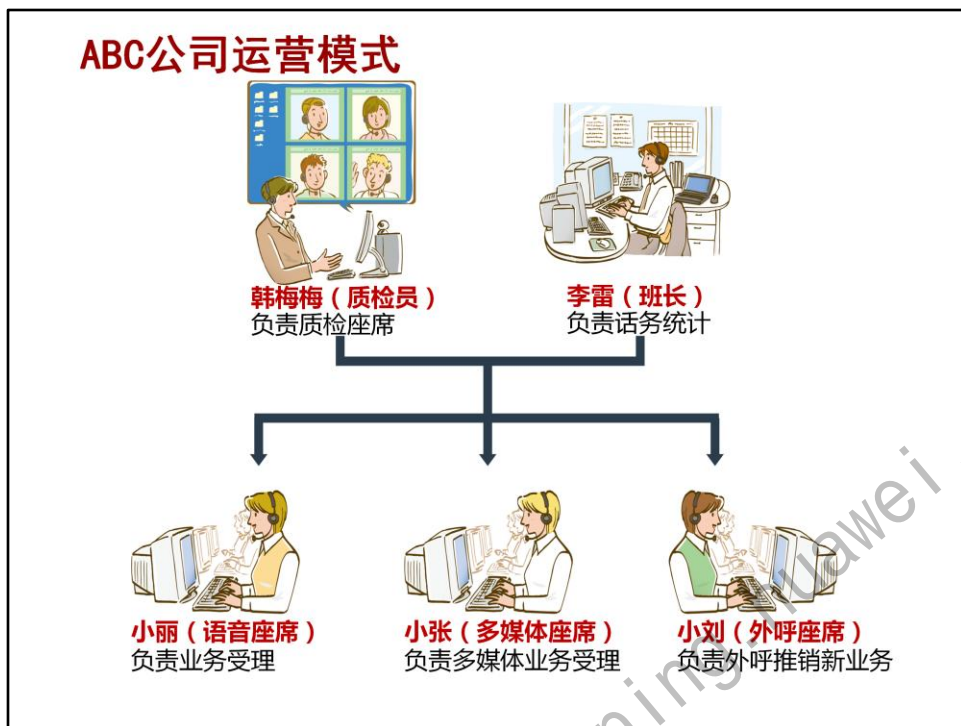 ABC公司运营模式
韩梅梅（质检员）
负责质检座席
李雷（班长）
负责话务统计
小丽（语音座席）
负责业务受理
小张（多媒体座席）
负责多媒体业务受理
小刘（外呼座席）
负责外呼推销新业务
ning.huawei